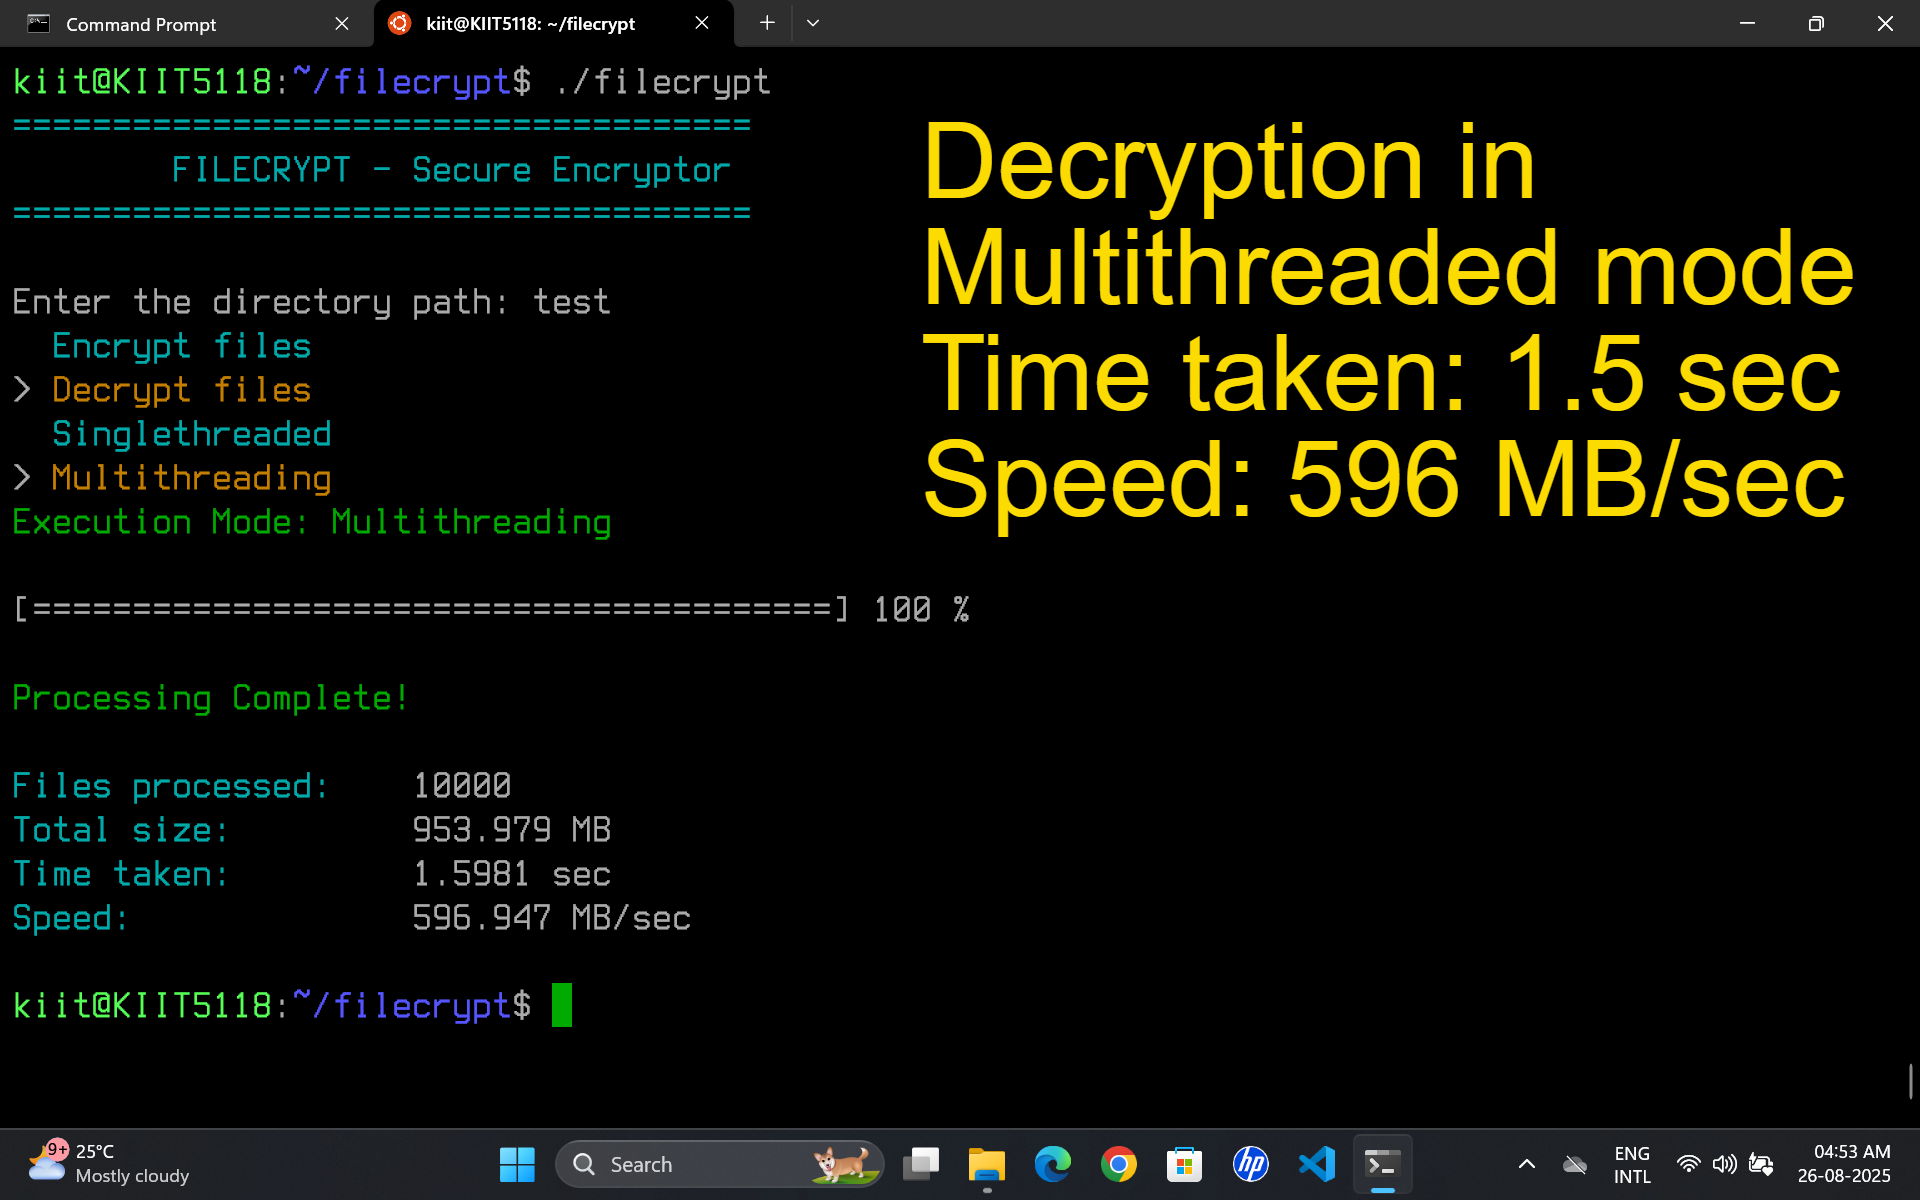 Command Prompt
kiit@KIIT5118: ~/filecrypt
kiit@KIIT5118:~/filecrypt$ ./filecrypt
=====================================
FILECRYPT - Secure Encryptor
=====================================
Enter the directory path: test
Encrypt files
> Decrypt files
Singlethreaded
> Multithreading
Execution Mode: Multithreading
[========================================] 100 %
Processing Complete!
Files processed: 10000
Total size: 953.979 MB
Time taken: 1.5981 sec
Speed: 596.947 MB/sec
kiit@KIIT5118:~/filecrypt$
Decryption in
Multithreaded mode
Time taken: 1.5 sec
Speed: 596 MB/sec
9+
25°C
Mostly cloudy
Search
hp
ENG
INTL
04:53 AM
26-08-2025